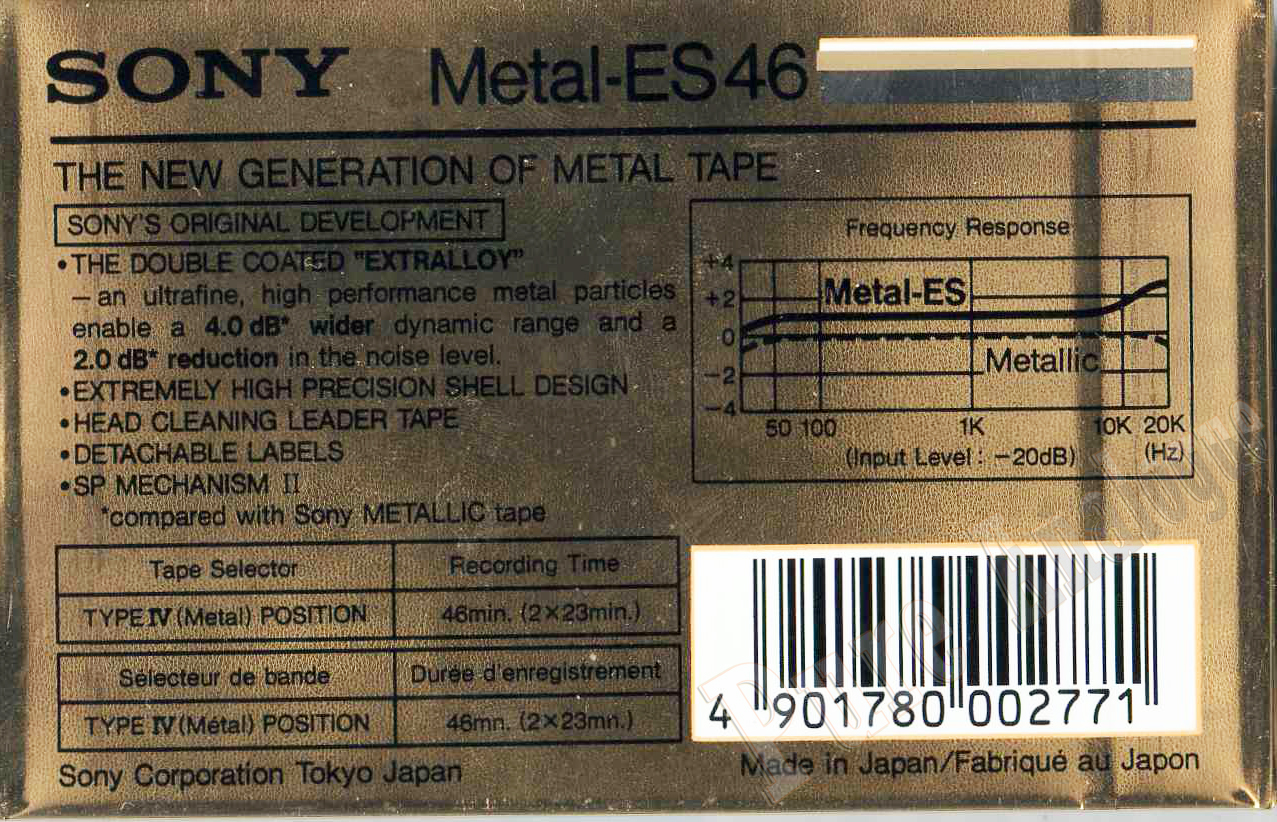 SONY Metal-ES46
THE NEW GENERATION OF METAL TAPE
SONY'S ORIGINAL DEVELOPMENT
•THE DOUBLE COATED "EXTRALLOY"
—an ultrafine, high performance metal particles
enable a 4.0 dB* wider dynamic range and a
2.0 dB* reduction in the noise level.
•EXTREMELY HIGH PRECISION SHELL DESIGN
•HEAD CLEANING LEADER TAPE
•DETACHABLE LABELS
•SP MECHANISM II
*compared with Sony METALLIC tape
Frequency Response
+4
+2
0
−2
−4
Metal-ES
Metallic
50 100 1K 10K 20K
(Input Level : −20dB) (Hz)
Tape Selector Recording Time
TYPE IV (Metal) POSITION 46min. (2×23min.)
Sélecteur de bande Durée d'enregistrement
TYPE IV (Métal) POSITION 46mn. (2×23mn.)
4 901780 002771
Sony Corporation Tokyo Japan
Made in Japan/Fabriqué au Japon
Pure Analogic